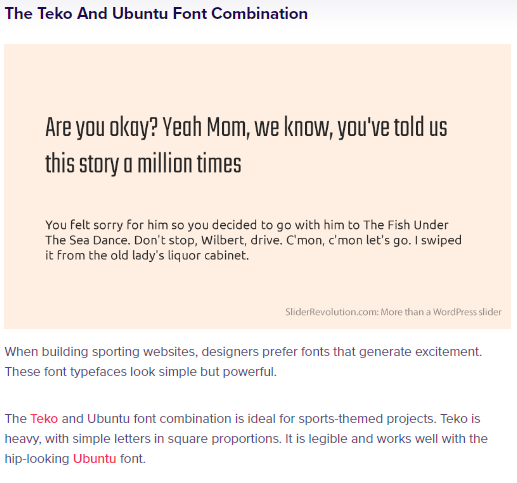 The Teko And Ubuntu Font Combination
Are you okay? Yeah Mom, we know, you've told us
this story a million times
You felt sorry for him so you decided to go with him to The Fish Under
The Sea Dance. Don't stop, Wilbert, drive. C'mon, c'mon let's go. I swiped
it from the old lady's liquor cabinet.
SliderRevolution.com: More than a WordPress slider
When building sporting websites, designers prefer fonts that generate excitement.
These font typefaces look simple but powerful.
The Teko and Ubuntu font combination is ideal for sports-themed projects. Teko is
heavy, with simple letters in square proportions. It is legible and works well with the
hip-looking Ubuntu font.